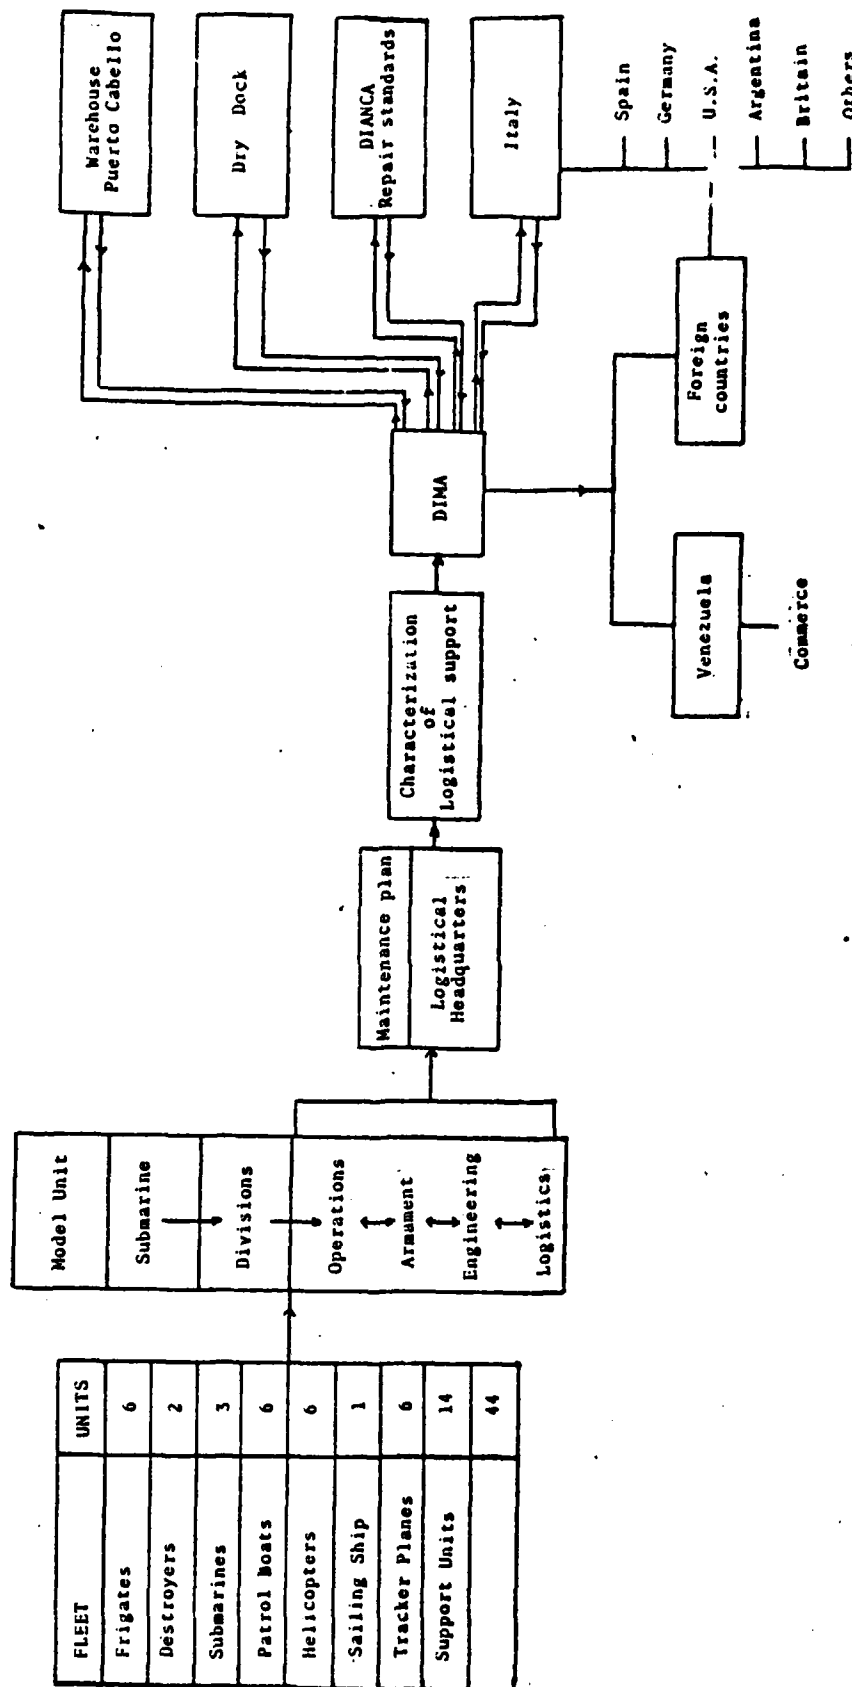 FLEET UNITS
Frigates 6
Destroyers 2
Submarines 3
Patrol Boats 6
Helicopters 6
Sailing Ship 1
Tracker Planes 6
Support Units 14
44
Model Unit
Submarine
Divisions
Operations
Armament
Engineering
Logistics
Maintenance plan
Logistical
Headquarters
Characterization
of
Logistical support
DIMA
Warehouse
Puerto Cabello
Dry Dock
DIANCA
Repair standards
Italy
Spain
Germany
U.S.A.
Argentina
Britain
Others
Venezuela
Commerce
Foreign
countries